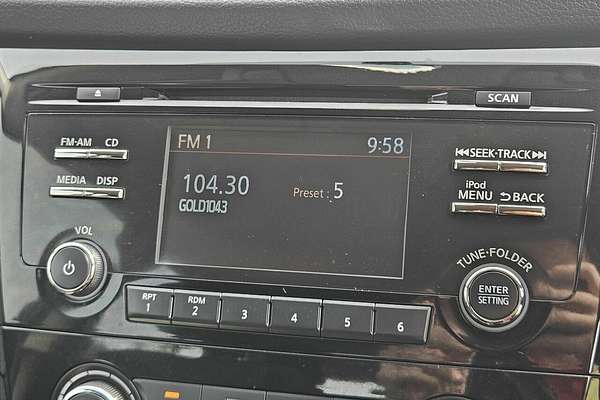 SCAN
FM-AM CD
MEDIA DISP
VOL
FM 1 9:58
104.30
GOLD1043
Preset : 5
SEEK·TRACK
iPod
MENU BACK
TUNE·FOLDER
ENTER
SETTING
RPT
1
RDM
2
3
4
5
6